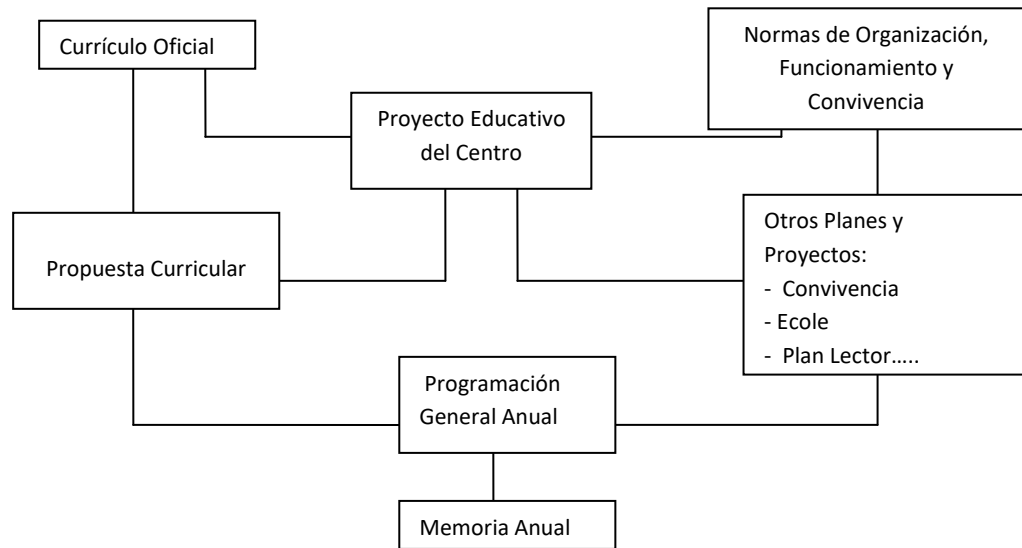 Currículo Oficial
Normas de Organización,
Funcionamiento y
Convivencia
Proyecto Educativo
del Centro
Propuesta Curricular
Otros Planes y
Proyectos:
- Convivencia
- Ecole
- Plan Lector…..
Programación
General Anual
Memoria Anual